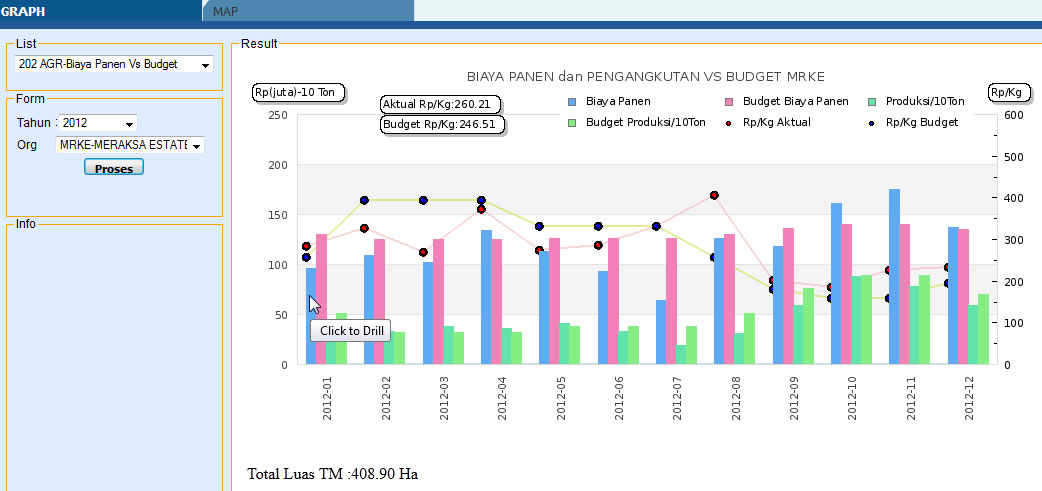 GRAPH
MAP
List
202 AGR-Biaya Panen Vs Budget
Form
Tahun : 2012
Org MRKE-MERAKSA ESTATE
Proses
Info
Result
BIAYA PANEN dan PENGANGKUTAN VS BUDGET MRKE
Rp(juta)-10 Ton
Rp/Kg
Aktual Rp/Kg:260.21
Budget Rp/Kg:246.51
Biaya Panen
Budget Biaya Panen
Produksi/10Ton
Budget Produksi/10Ton
Rp/Kg Aktual
Rp/Kg Budget
250
200
150
100
50
0
600
500
400
300
200
100
0
Click to Drill
2012-01
2012-02
2012-03
2012-04
2012-05
2012-06
2012-07
2012-08
2012-09
2012-10
2012-11
2012-12
Total Luas TM :408.90 Ha